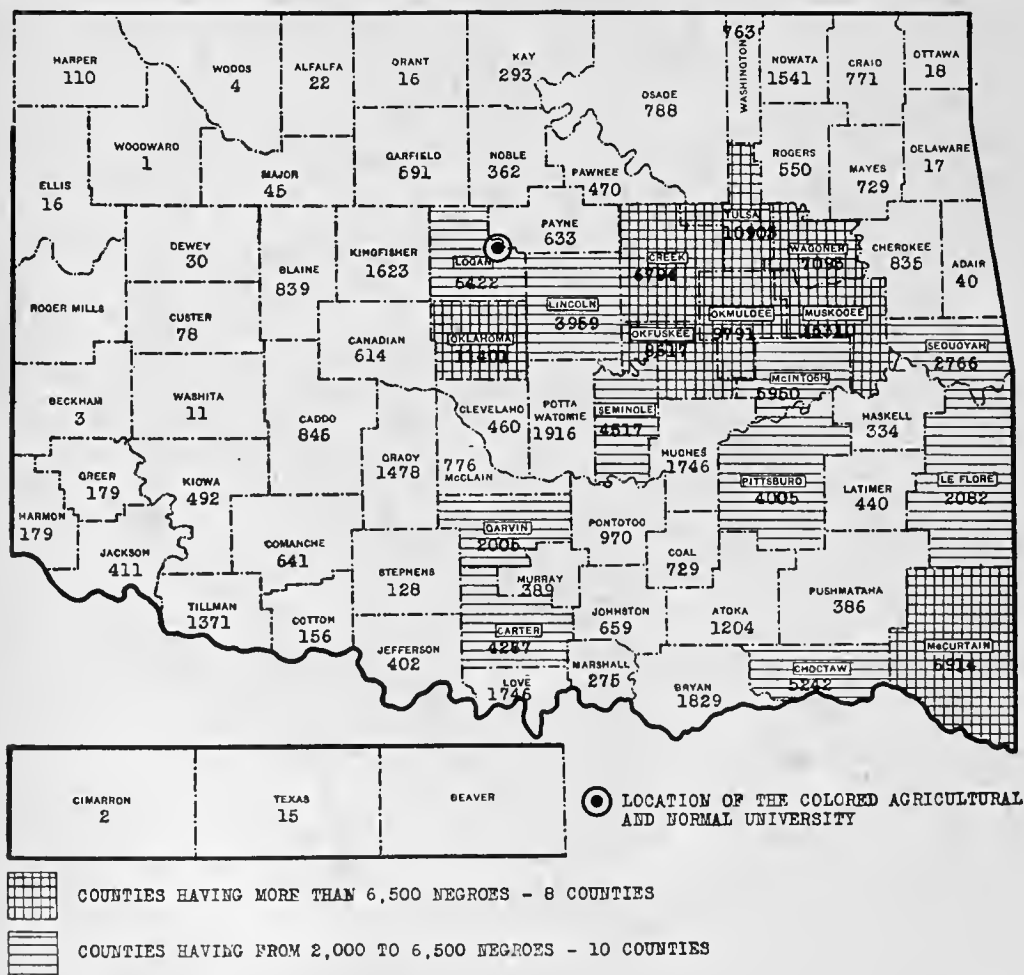 HARPER
110
WOODS
4
ALFALFA
22
GRANT
16
KAY
293
OSAGE
788
763
WASHINGTON
NOWATA
1541
CRAIG
771
OTTAWA
18
ELLIS
16
WOODWARD
1
MAJOR
45
GARFIELD
NOBLE
362
PAWNEE
470
ROGERS
550
MAYES
729
DELAWARE
17
ROGER MILLS
DEWEY
30
BLAINE
839
KINGFISHER
1623
LOGAN
PAYNE
633
CREEK
6794
TULSA
WAGONER
CHEROKEE
835
ADAIR
40
CUSTER
78
CANADIAN
614
OKLAHOMA
11401
LINCOLN
3959
OKFUSKEE
8517
OKMULGEE
9791
MUSKOGEE
MCINTOSH
5950
SEQUOYAH
2766
BECKHAM
3
WASHITA
11
CADDO
GRADY
1478
CLEVELAND
460
776
MCCLAIN
POTTA
WATOMIE
1916
SEMINOLE
4517
HUGHES
1746
PITTSBURG
4005
HASKELL
334
LATIMER
440
LE FLORE
2082
HARMON
179
GREER
179
KIOWA
492
JACKSON
411
COMANCHE
641
TILLMAN
1371
COTTON
156
STEPHENS
128
JEFFERSON
402
GARVIN
2005
MURRAY
389
CARTER
4287
LOVE
1746
PONTOTOC
970
JOHNSTON
659
MARSHALL
275
COAL
729
ATOKA
1204
BRYAN
1829
PUSHMATAHA
386
CHOCTAW
5242
McCURTAIN
CIMARRON
2
TEXAS
15
BEAVER
LOCATION OF THE COLORED AGRICULTURAL
AND NORMAL UNIVERSITY
COUNTIES HAVING MORE THAN 6,500 NEGROES - 8 COUNTIES
COUNTIES HAVING FROM 2,000 TO 6,500 NEGROES - 10 COUNTIES